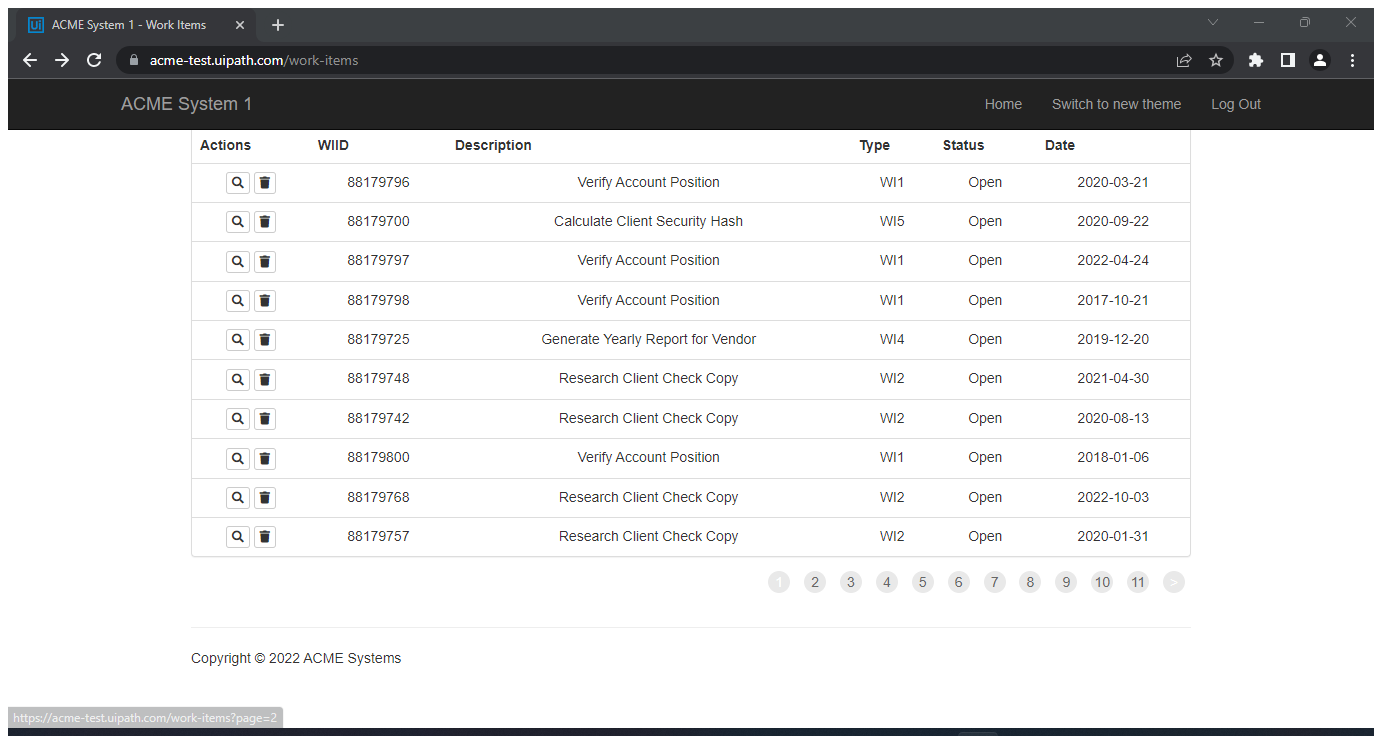 ACME System 1 - Work Items
acme-test.uipath.com/work-items
ACME System 1 Home Switch to new theme Log Out
Actions WIID Description Type Status Date
88179796 Verify Account Position WI1 Open 2020-03-21
88179700 Calculate Client Security Hash WI5 Open 2020-09-22
88179797 Verify Account Position WI1 Open 2022-04-24
88179798 Verify Account Position WI1 Open 2017-10-21
88179725 Generate Yearly Report for Vendor WI4 Open 2019-12-20
88179748 Research Client Check Copy WI2 Open 2021-04-30
88179742 Research Client Check Copy WI2 Open 2020-08-13
88179800 Verify Account Position WI1 Open 2018-01-06
88179768 Research Client Check Copy WI2 Open 2022-10-03
88179757 Research Client Check Copy WI2 Open 2020-01-31
1 2 3 4 5 6 7 8 9 10 11 >
Copyright © 2022 ACME Systems
https://acme-test.uipath.com/work-items?page=2